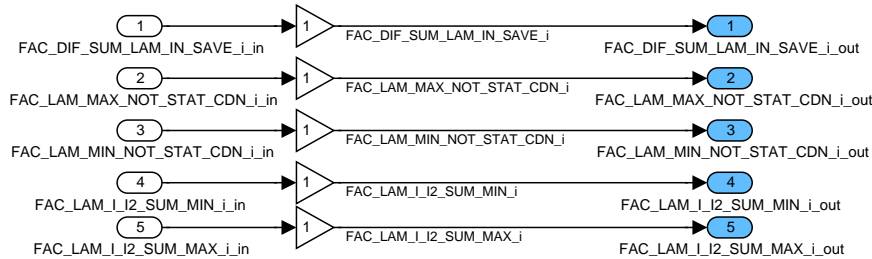 1 1 FAC_DIF_SUM_LAM_IN_SAVE_i 1
FAC_DIF_SUM_LAM_IN_SAVE_i_in FAC_DIF_SUM_LAM_IN_SAVE_i_out
2 1 FAC_LAM_MAX_NOT_STAT_CDN_i 2
FAC_LAM_MAX_NOT_STAT_CDN_i_in FAC_LAM_MAX_NOT_STAT_CDN_i_out
3 1 FAC_LAM_MIN_NOT_STAT_CDN_i 3
FAC_LAM_MIN_NOT_STAT_CDN_i_in FAC_LAM_MIN_NOT_STAT_CDN_i_out
4 1 FAC_LAM_I_I2_SUM_MIN_i 4
FAC_LAM_I_I2_SUM_MIN_i_in FAC_LAM_I_I2_SUM_MIN_i_out
5 1 FAC_LAM_I_I2_SUM_MAX_i 5
FAC_LAM_I_I2_SUM_MAX_i_in FAC_LAM_I_I2_SUM_MAX_i_out